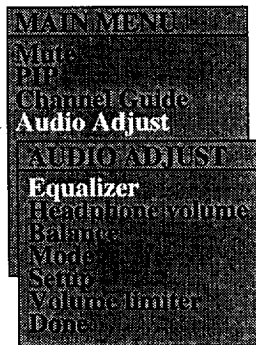 MAIN MENU
Mute
PIP
Channel Guide
Audio Adjust
AUDIO ADJUST
Equalizer
Headphone volume
Balance
Mode
Setup
Volume limiter
Done